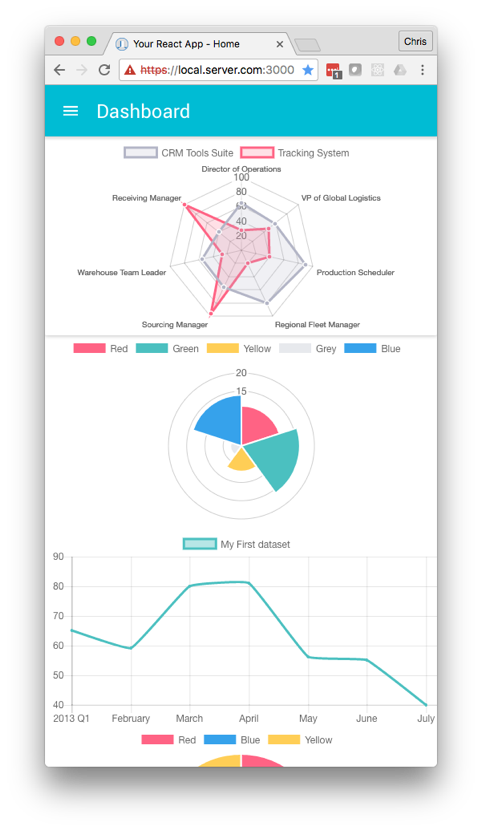 Your React App - Home
Chris
https://local.server.com:3000
1
Dashboard
CRM Tools Suite Tracking System
Director of Operations
100
80
60
40
20
Receiving Manager
VP of Global Logistics
Warehouse Team Leader
Production Scheduler
Sourcing Manager
Regional Fleet Manager
Red Green Yellow Grey Blue
20
15
My First dataset
90
80
70
60
50
40
2013 Q1 February March April May June July
Red Blue Yellow